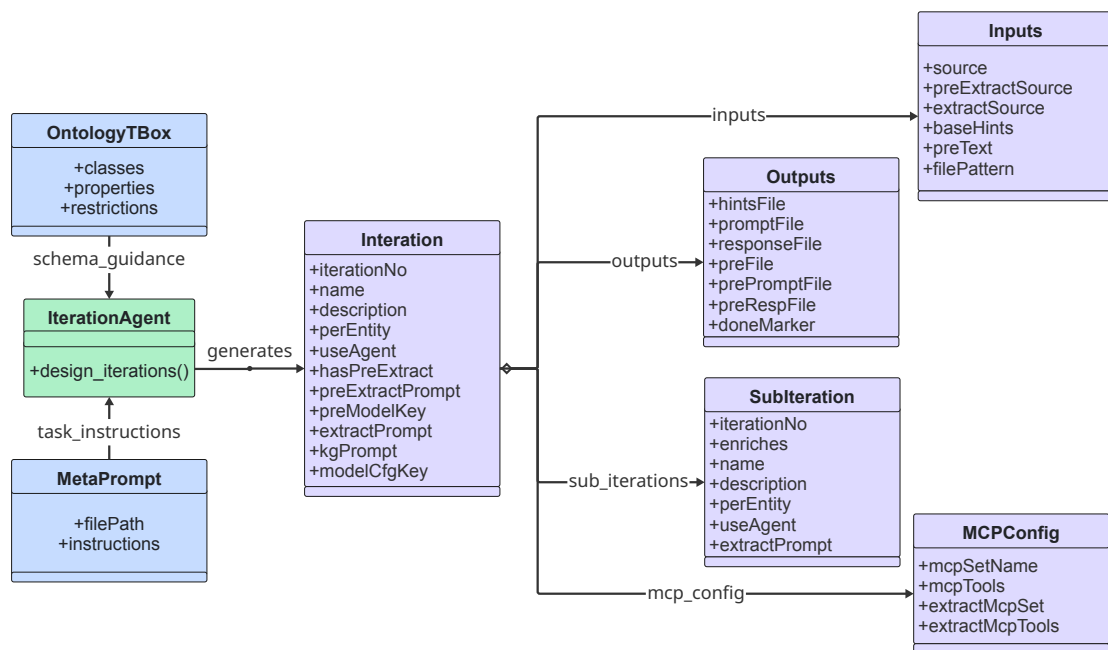 OntologyTBox
+classes
+properties
+restrictions
schema_guidance
IterationAgent
+design_iterations()
task_instructions
MetaPrompt
+filePath
+instructions
generates
Interation
+iterationNo
+name
+description
+perEntity
+useAgent
+hasPreExtract
+preExtractPrompt
+preModelKey
+extractPrompt
+kgPrompt
+modelCfgKey
inputs
outputs
sub_iterations
mcp_config
Inputs
+source
+preExtractSource
+extractSource
+baseHints
+preText
+filePattern
Outputs
+hintsFile
+promptFile
+responseFile
+preFile
+prePromptFile
+preRespFile
+doneMarker
SubIteration
+iterationNo
+enriches
+name
+description
+perEntity
+useAgent
+extractPrompt
MCPConfig
+mcpSetName
+mcpTools
+extractMcpSet
+extractMcpTools